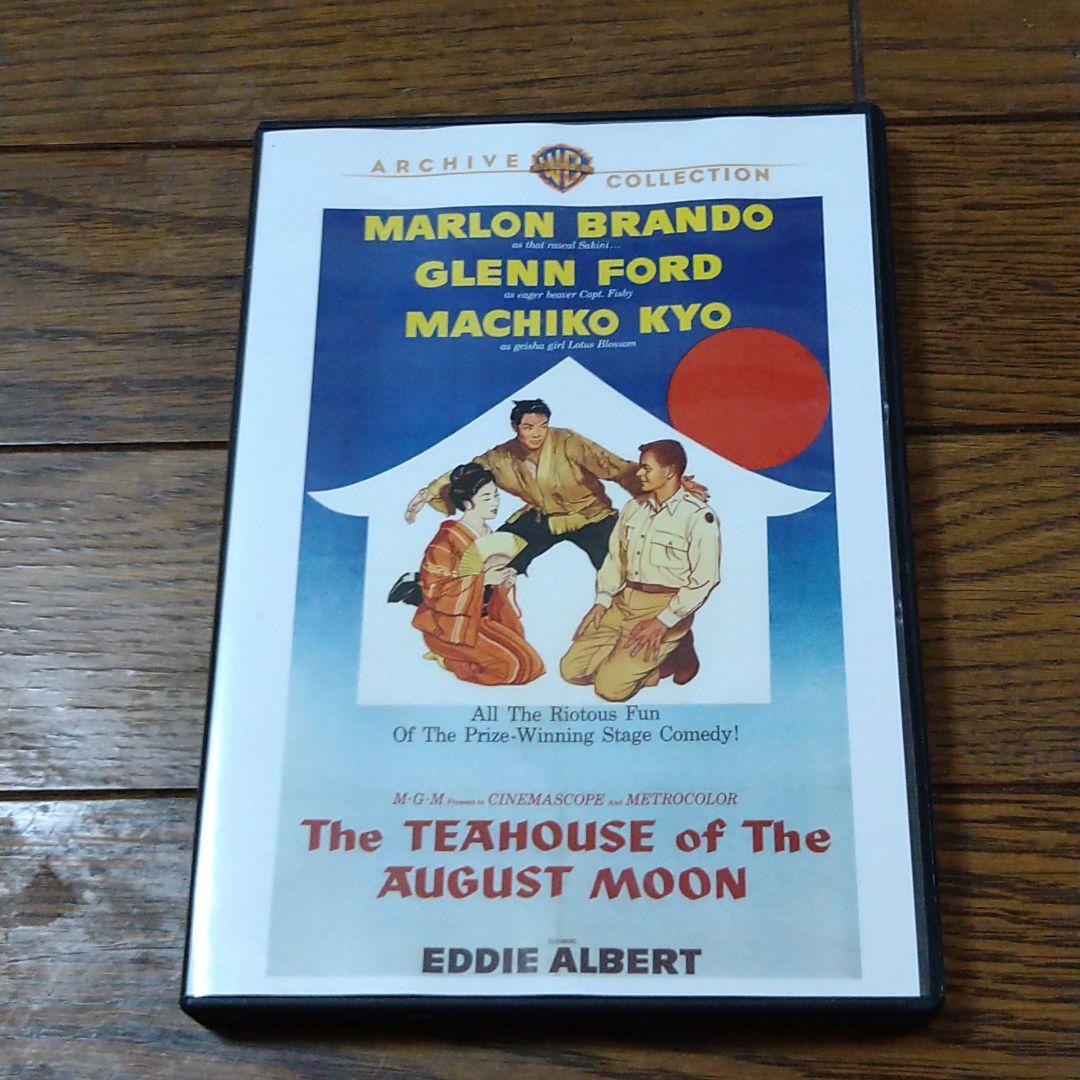 ARCHIVE WB COLLECTION
MARLON BRANDO
as that rascal Sakini...
GLENN FORD
as eager beaver Capt. Fisby
MACHIKO KYO
as geisha girl Lotus Blossom
All The Riotous Fun
Of The Prize-Winning Stage Comedy!
M-G-M Presents in CINEMASCOPE And METROCOLOR
The TEAHOUSE of The
AUGUST MOON
EDDIE ALBERT